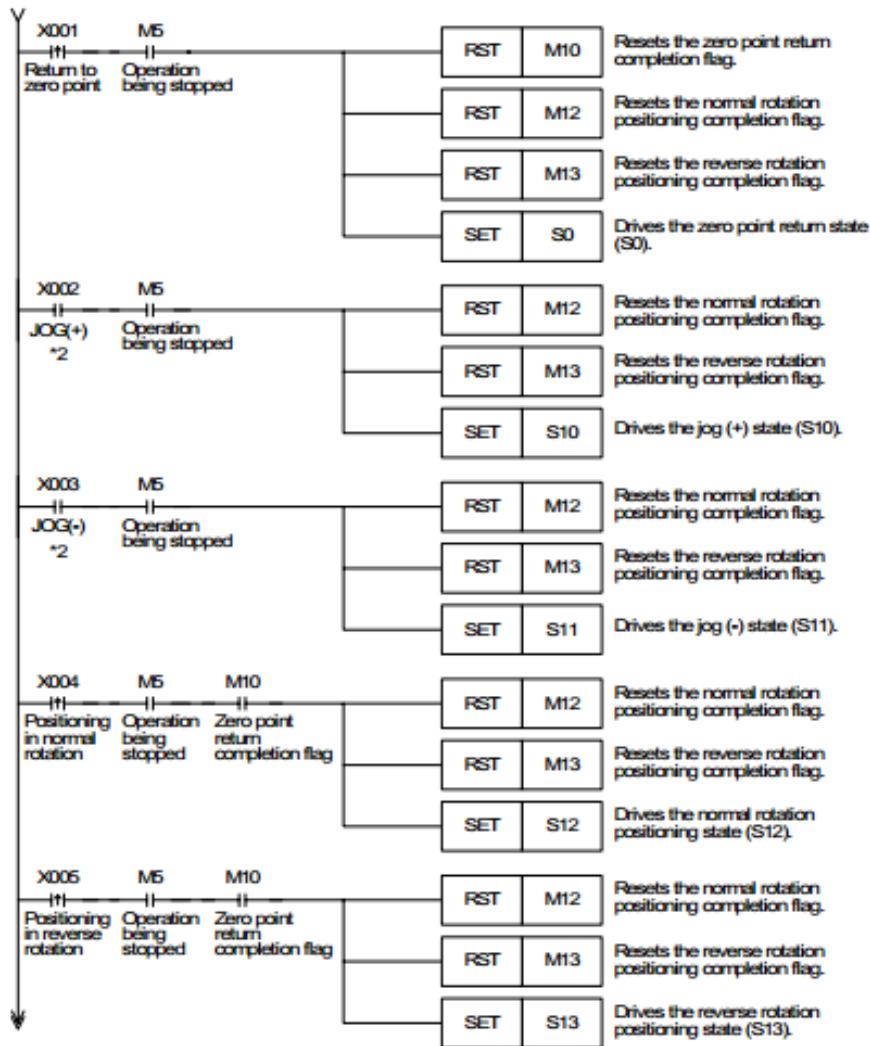 X001 M5
RST M10 Resets the zero point return
completion flag.
Return to Operation
zero point being stopped
RST M12 Resets the normal rotation
positioning completion flag.
RST M13 Resets the reverse rotation
positioning completion flag.
SET S0 Drives the zero point return state
(S0).
X002 M5
RST M12 Resets the normal rotation
positioning completion flag.
JOG(+) Operation
*2 being stopped
RST M13 Resets the reverse rotation
positioning completion flag.
SET S10 Drives the jog (+) state (S10).
X003 M5
RST M12 Resets the normal rotation
positioning completion flag.
JOG(-) Operation
*2 being stopped
RST M13 Resets the reverse rotation
positioning completion flag.
SET S11 Drives the jog (-) state (S11).
X004 M5 M10
RST M12 Resets the normal rotation
positioning completion flag.
Positioning Operation Zero point
in normal being return
rotation stopped completion flag
RST M13 Resets the reverse rotation
positioning completion flag.
SET S12 Drives the normal rotation
positioning state (S12).
X005 M5 M10
RST M12 Resets the normal rotation
positioning completion flag.
Positioning Operation Zero point
in reverse being return
rotation stopped completion flag
RST M13 Resets the reverse rotation
positioning completion flag.
SET S13 Drives the reverse rotation
positioning state (S13).